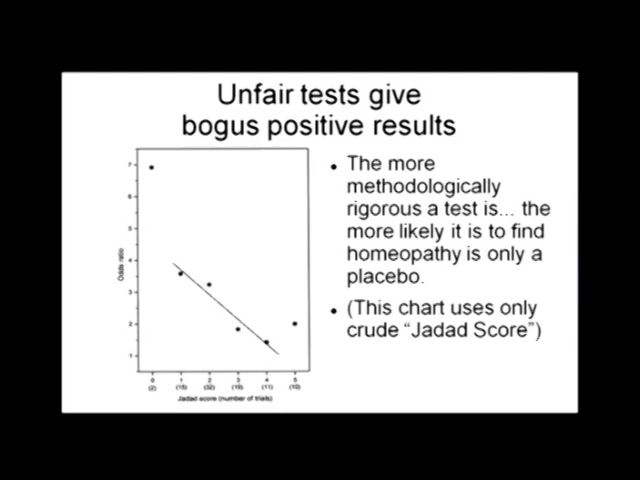 Unfair tests give
bogus positive results
• The more
methodologically
rigorous a test is... the
more likely it is to find
homeopathy is only a
placebo.
• (This chart uses only
crude “Jadad Score”)
Odds ratio
7
6
5
4
3
2
1
0 1 2 3 4 5
(2) (15) (32) (19) (11) (10)
Jadad score (number of trials)